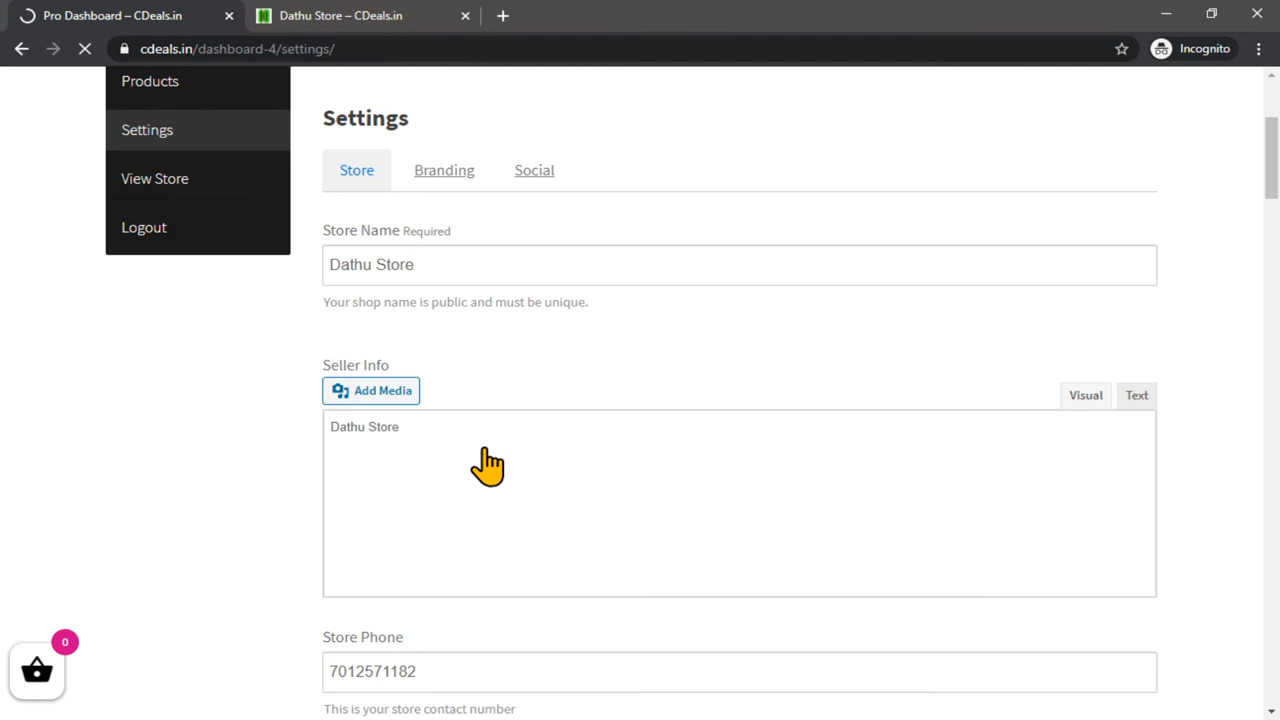 Pro Dashboard – CDeals.in
Dathu Store – CDeals.in
cdeals.in/dashboard-4/settings/
Incognito
Products
Settings
View Store
Logout
Settings
Store
Branding
Social
Store Name Required
Dathu Store
Your shop name is public and must be unique.
Seller Info
Add Media
Visual
Text
Dathu Store
Store Phone
7012571182
This is your store contact number
0